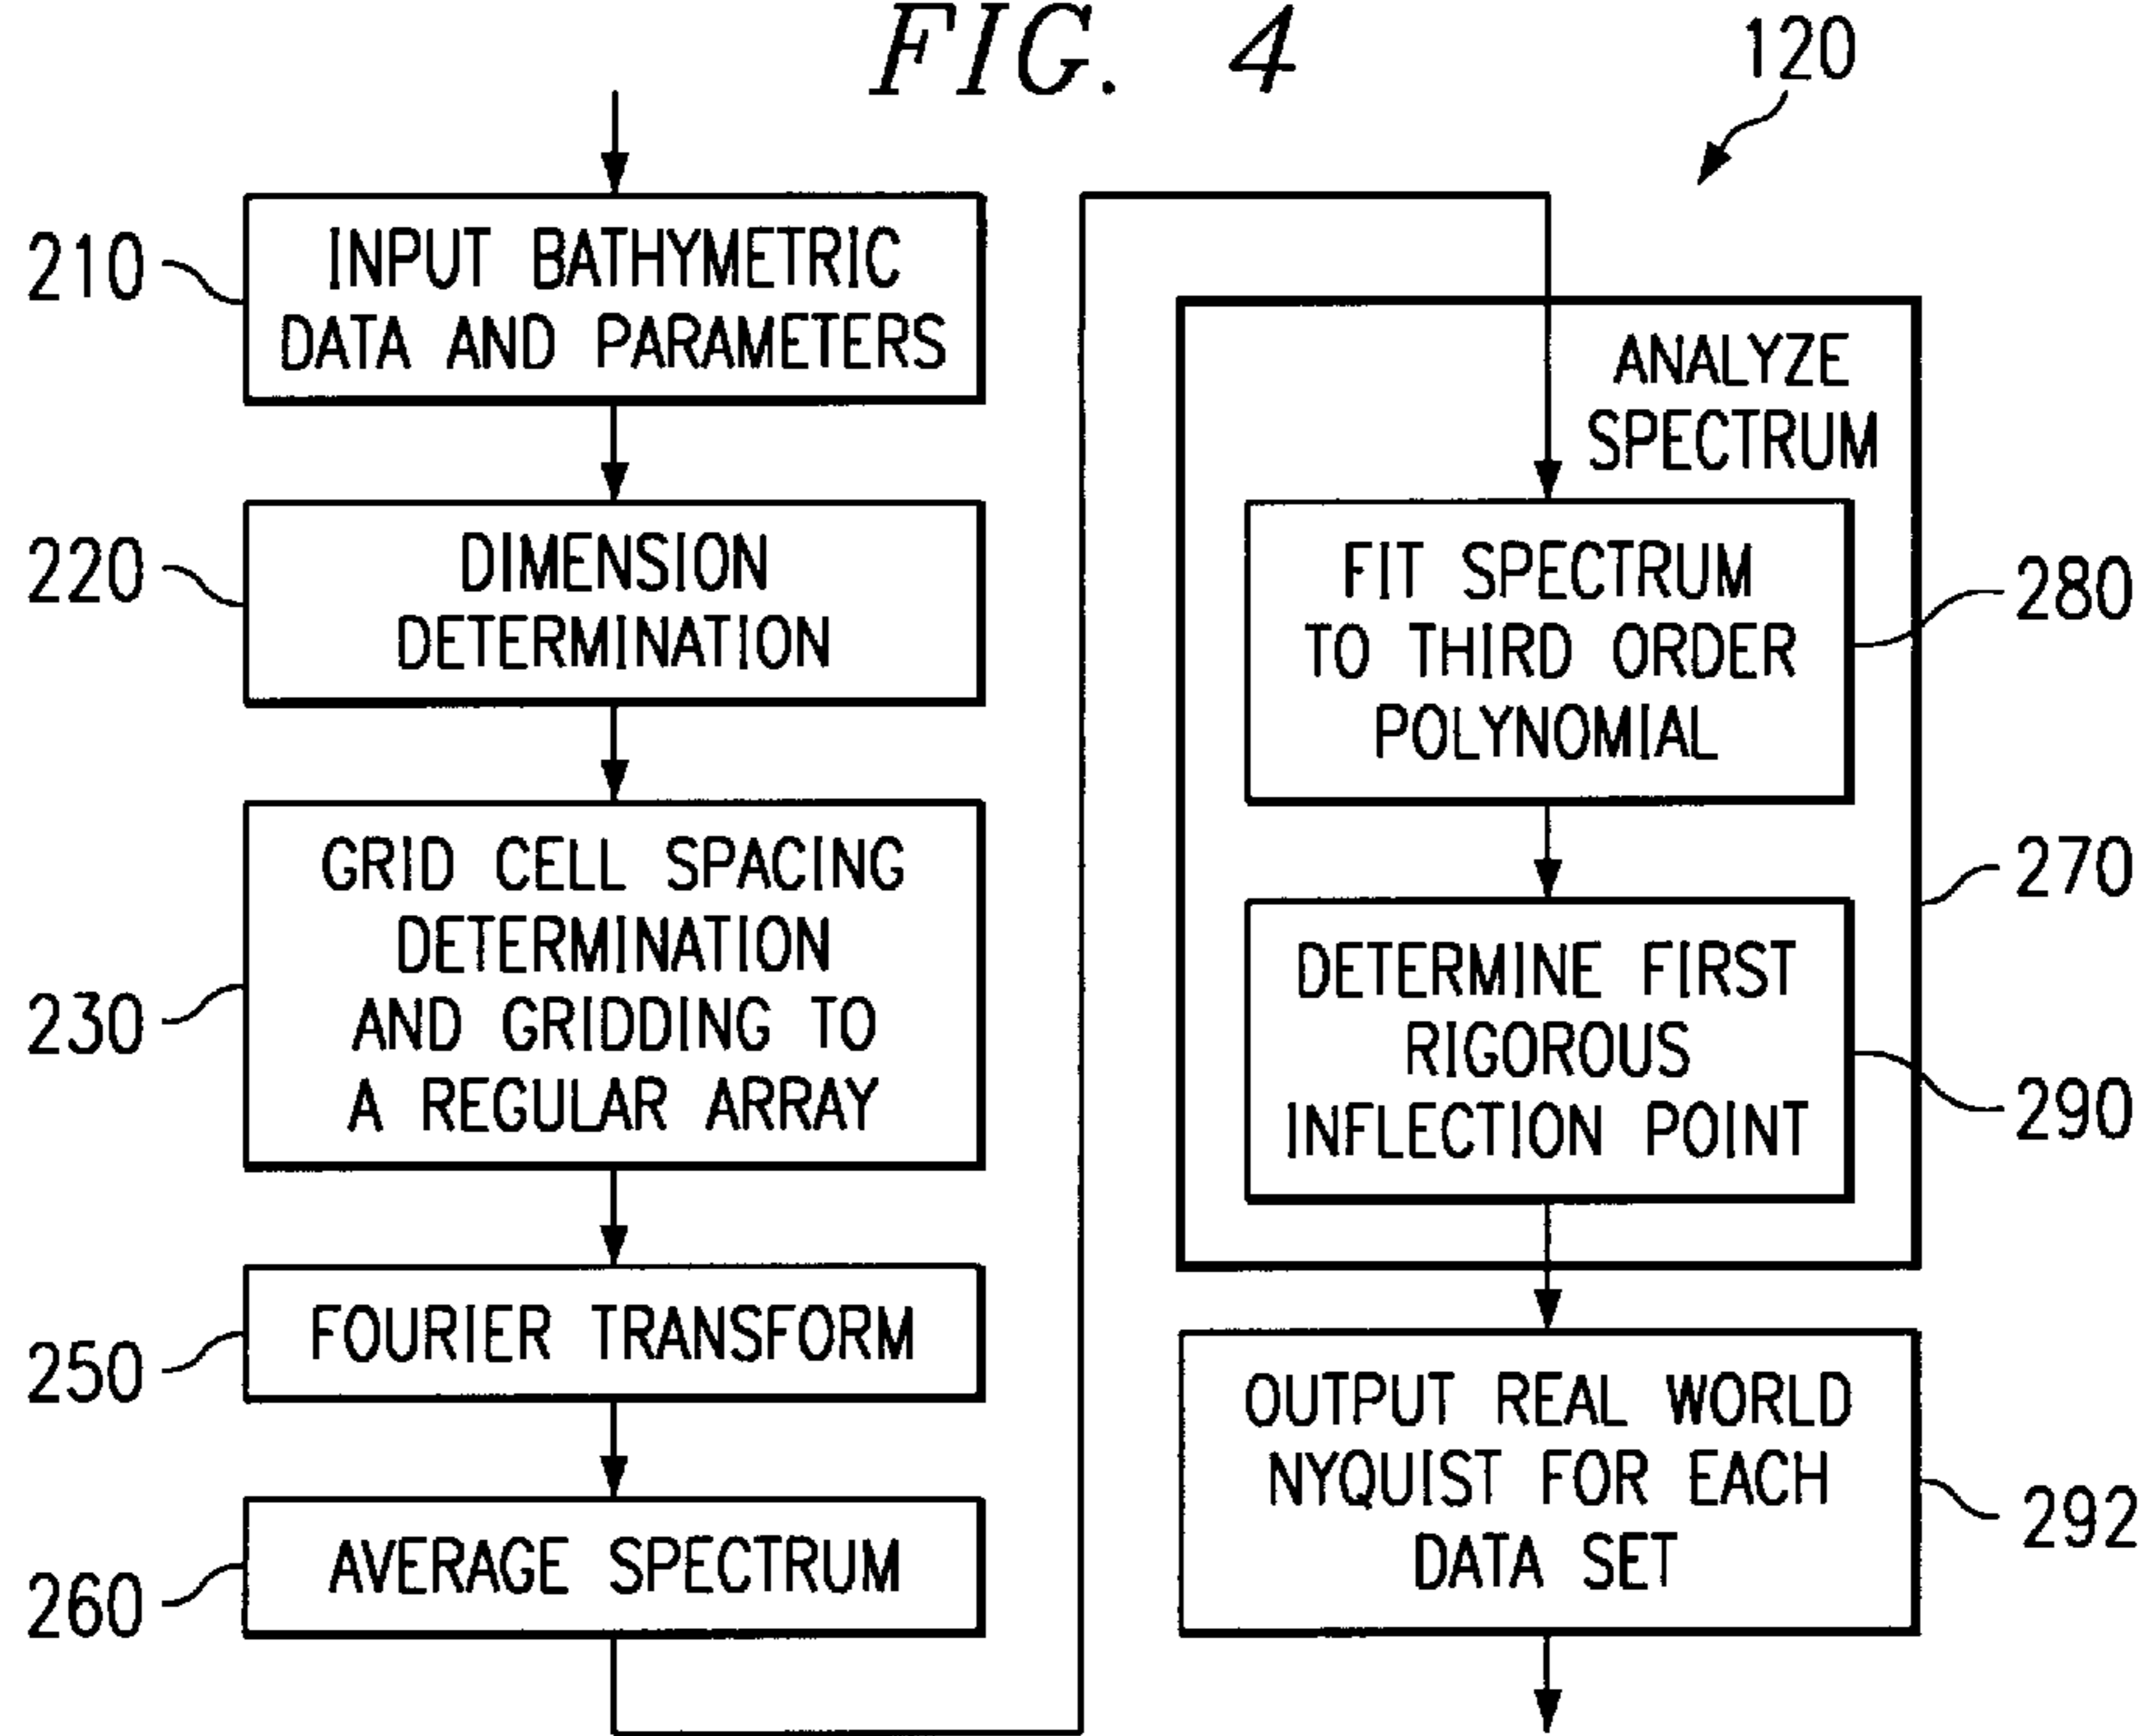 FIG. 4
120
210
INPUT BATHYMETRIC
DATA AND PARAMETERS
220
DIMENSION
DETERMINATION
230
GRID CELL SPACING
DETERMINATION
AND GRIDDING TO
A REGULAR ARRAY
250
FOURIER TRANSFORM
260
AVERAGE SPECTRUM
ANALYZE
SPECTRUM
FIT SPECTRUM
TO THIRD ORDER
POLYNOMIAL
280
270
DETERMINE FIRST
RIGOROUS
INFLECTION POINT
290
OUTPUT REAL WORLD
NYQUIST FOR EACH
DATA SET
292